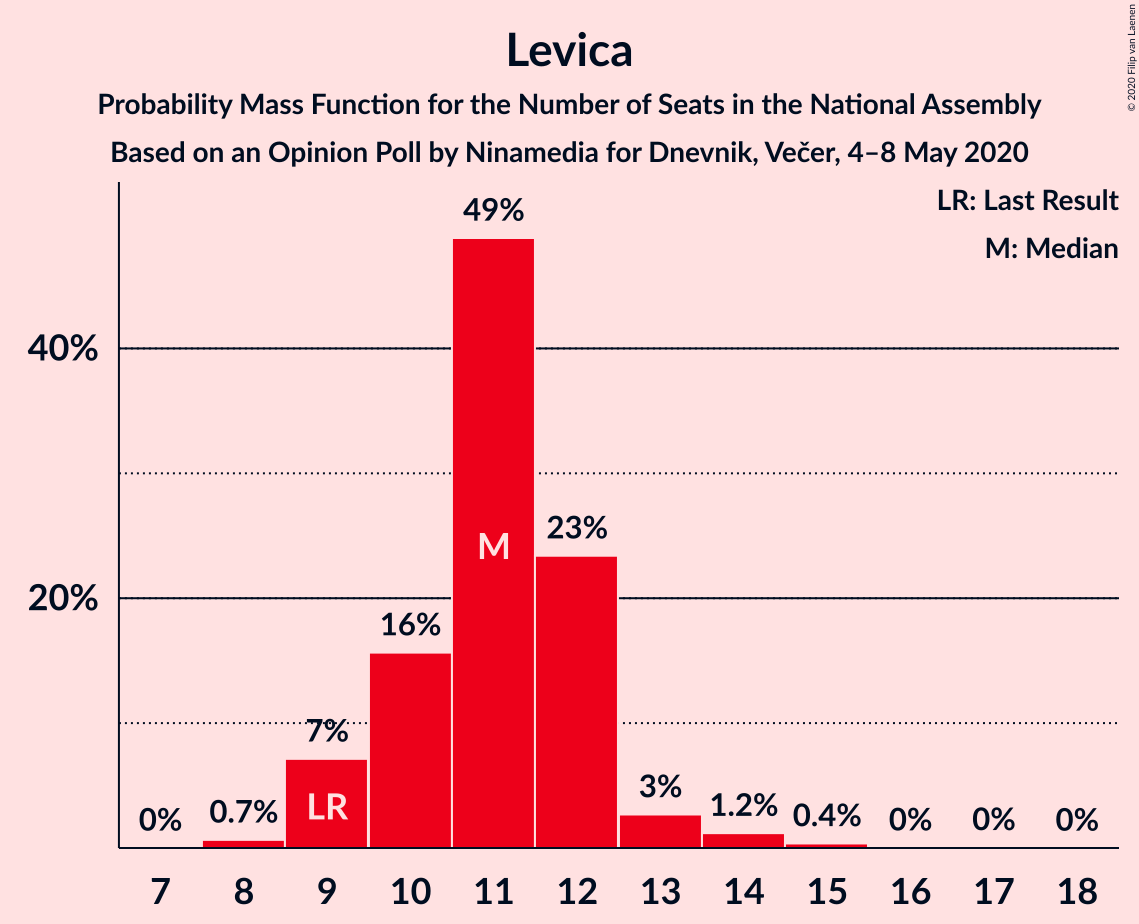 Levica
Probability Mass Function for the Number of Seats in the National Assembly
Based on an Opinion Poll by Ninamedia for Dnevnik, Večer, 4–8 May 2020
© 2020 Filip van Laenen
LR: Last Result
M: Median
40%
20%
0%
0.7%
7%
16%
49%
23%
3%
1.2%
0.4%
0%
0%
0%
LR
M
7 8 9 10 11 12 13 14 15 16 17 18